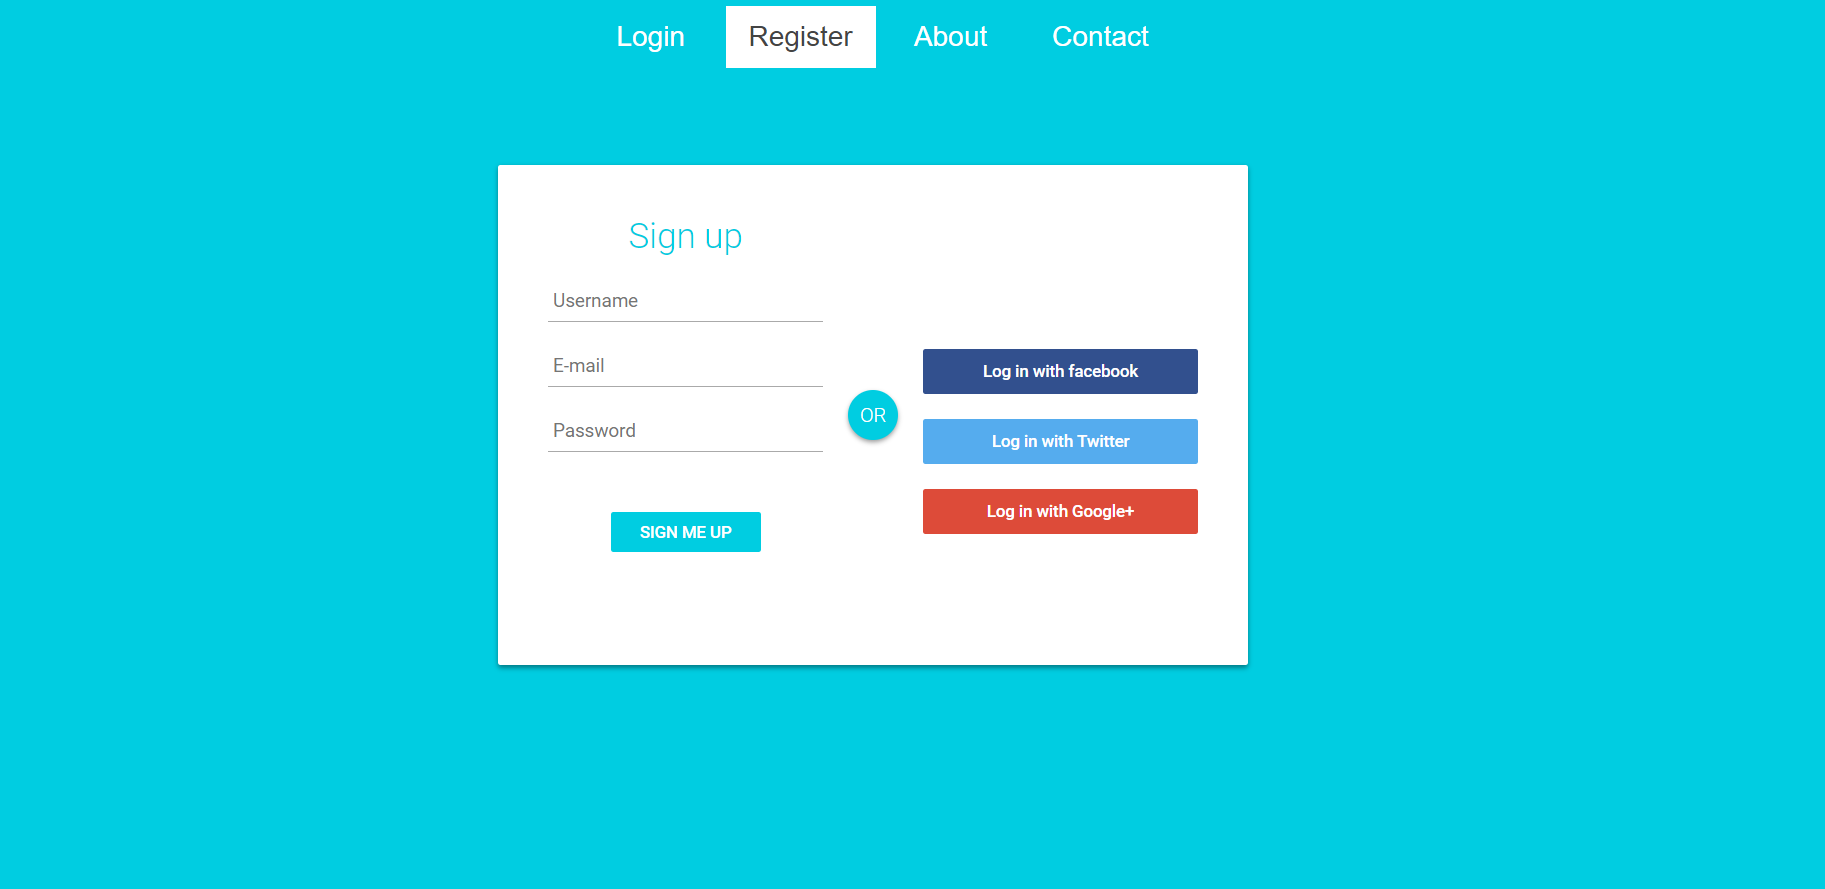 Login Register About Contact
Sign up
Username
E-mail
Password
SIGN ME UP
OR
Log in with facebook
Log in with Twitter
Log in with Google+